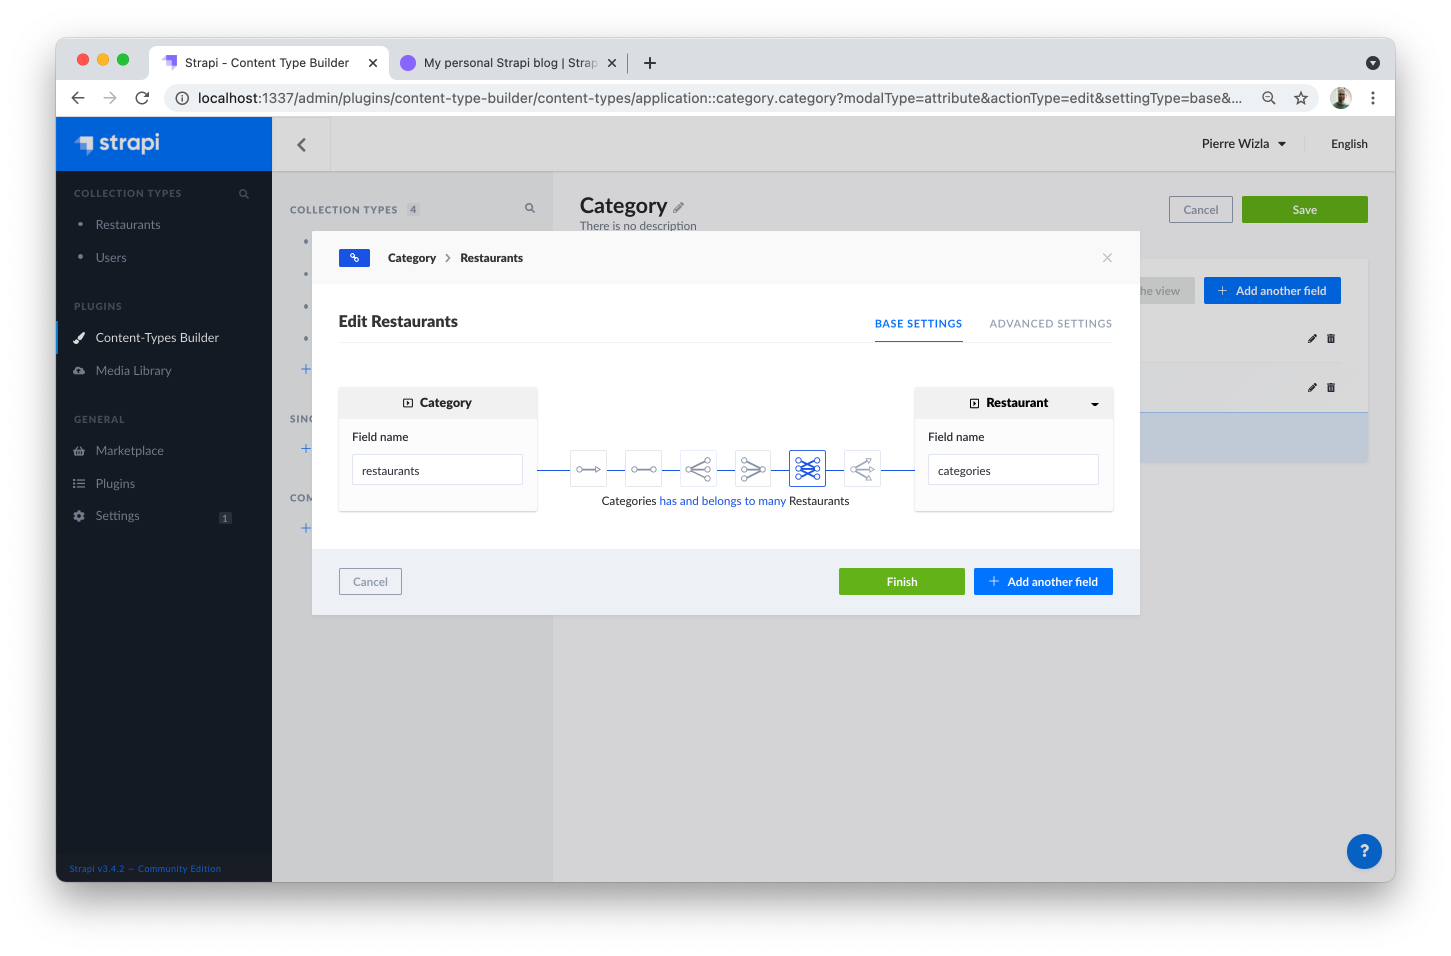 Strapi - Content Type Builder
My personal Strapi blog | Strap
localhost:1337/admin/plugins/content-type-builder/content-types/application::category.category?modalType=attribute&actionType=edit&settingType=base&...
strapi
Pierre Wizla
English
COLLECTION TYPES
Restaurants
Users
PLUGINS
Content-Types Builder
Media Library
GENERAL
Marketplace
Plugins
Settings
1
Strapi v3.4.2 — Community Edition
COLLECTION TYPES 4
SING
COM
Category
There is no description
Cancel
Save
he view
Add another field
Category > Restaurants
Edit Restaurants
BASE SETTINGS
ADVANCED SETTINGS
Category
Field name
restaurants
Categories has and belongs to many Restaurants
Restaurant
Field name
categories
Cancel
Finish
Add another field
?